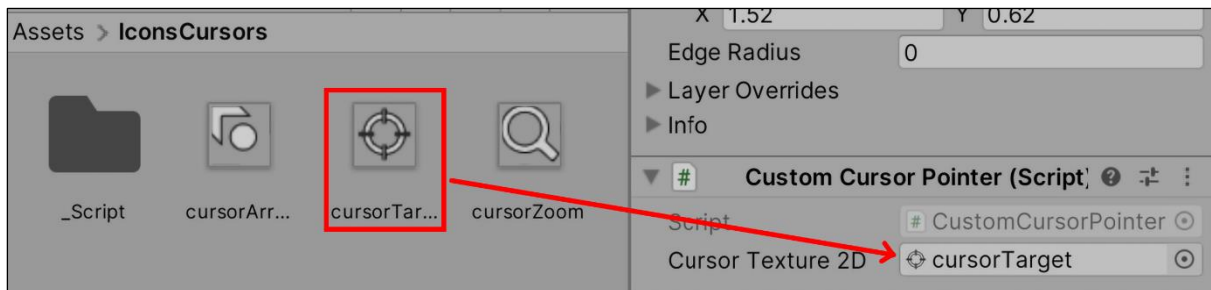 Assets > IconsCursors
_Script
cursorArr...
cursorTar...
cursorZoom
X 1.52 Y 0.62
Edge Radius 0
Layer Overrides
Info
# Custom Cursor Pointer (Script)
Script # CustomCursorPointer
Cursor Texture 2D cursorTarget